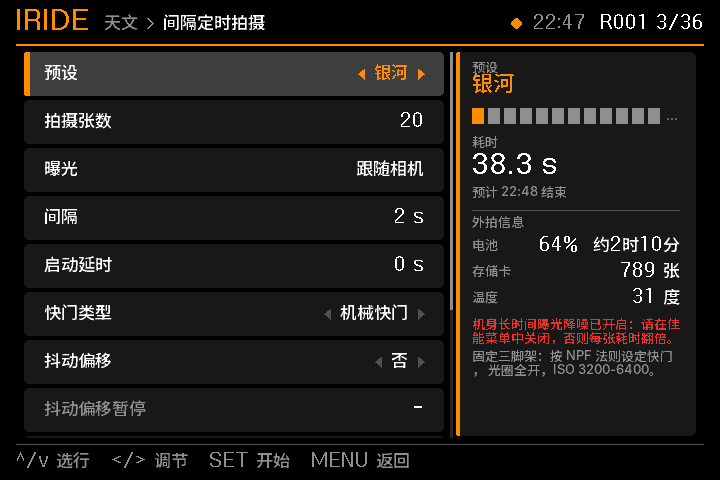 IRIDE 天文 > 间隔定时拍摄 22:47 R001 3/36
预设 银河
拍摄张数 20
曝光 跟随相机
间隔 2 s
启动延时 0 s
快门类型 机械快门
抖动偏移 否
抖动偏移暂停 -
预设
银河
...
耗时
38.3 s
预计 22:48 结束
外拍信息
电池 64% 约2时10分
存储卡 789 张
温度 31 度
机身长时间曝光降噪已开启：请在佳
能菜单中关闭，否则每张耗时翻倍。
固定三脚架：按 NPF 法则设定快门
，光圈全开，ISO 3200-6400。
^/v 选行 </> 调节 SET 开始 MENU 返回